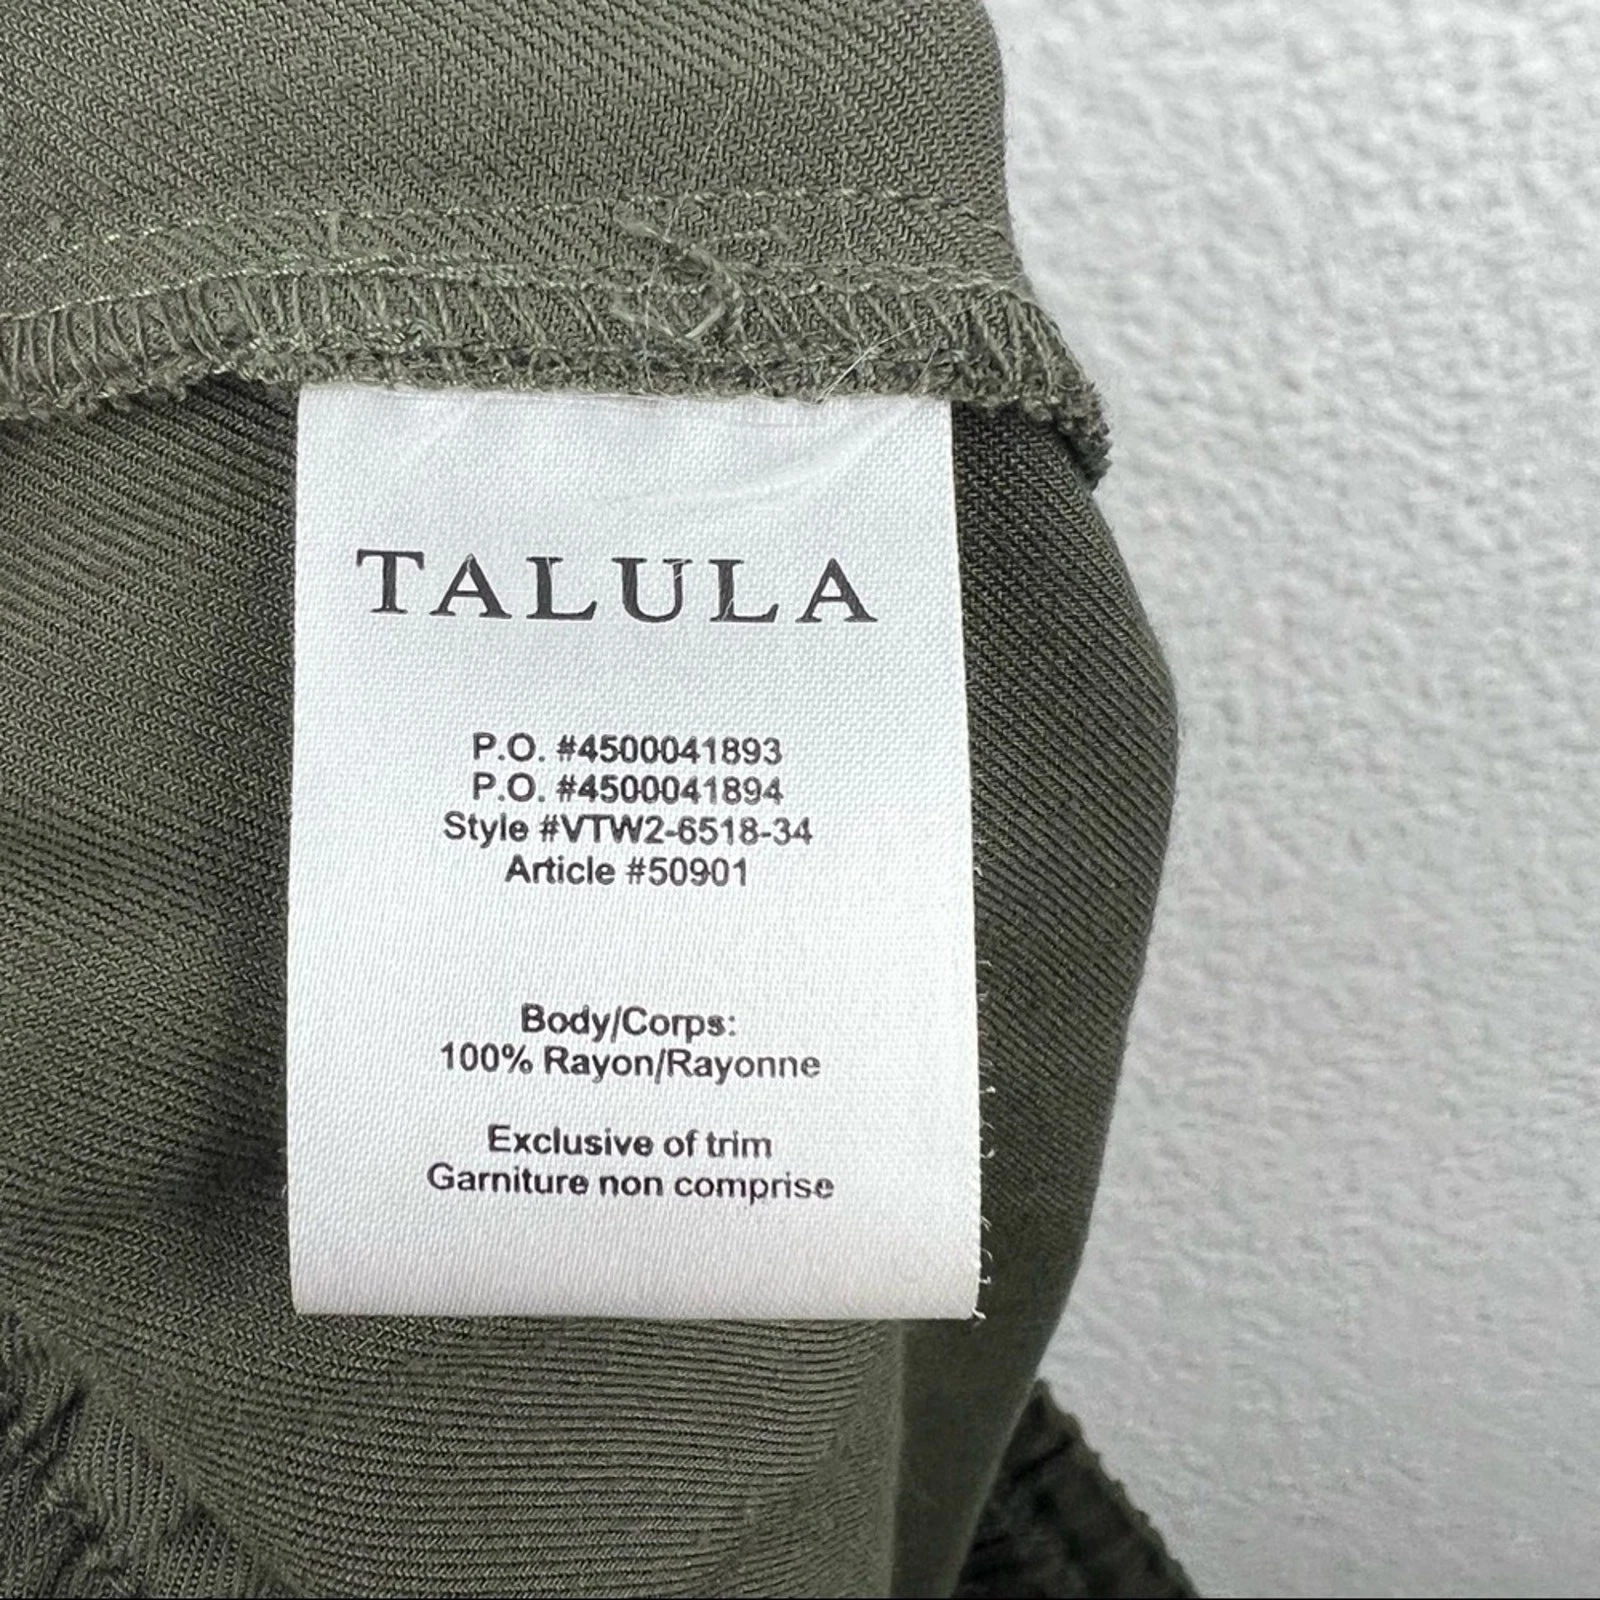 TALULA
P.O. #4500041893
P.O. #4500041894
Style #VTW2-6518-34
Article #50901
Body/Corps:
100% Rayon/Rayonne
Exclusive of trim
Garniture non comprise